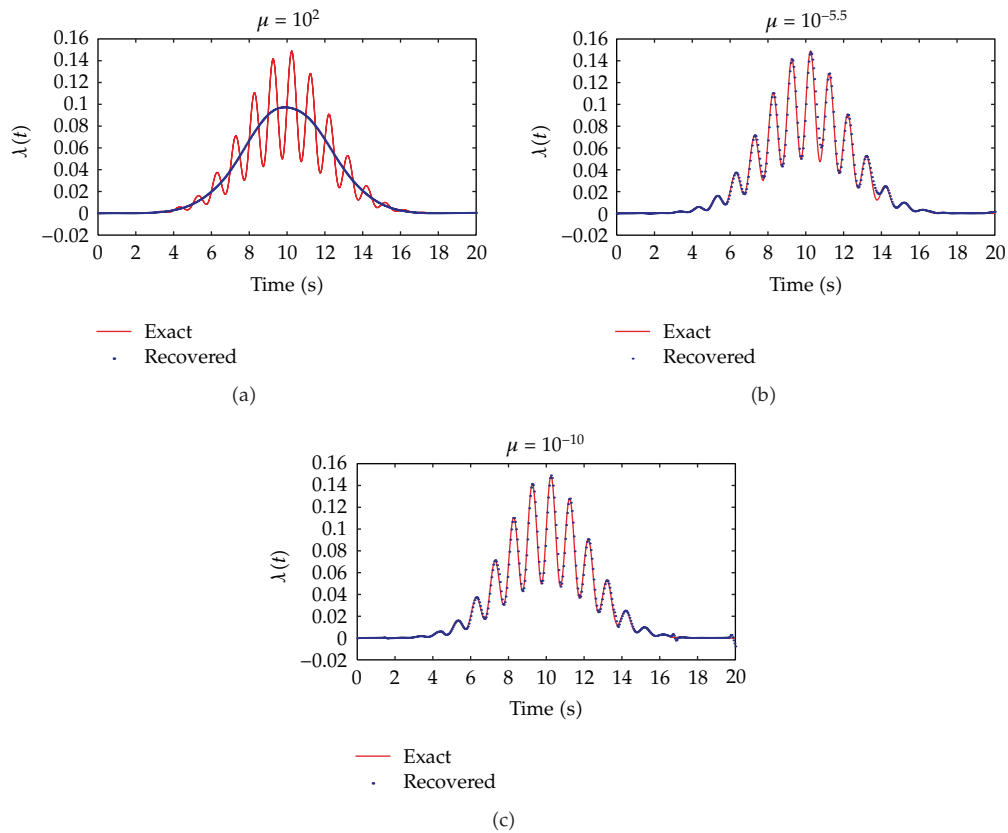 μ = 10²
0.16
0.14
0.12
0.1
0.08
0.06
0.04
0.02
0
−0.02
λ(t)
0 2 4 6 8 10 12 14 16 18 20
Time (s)
Exact
Recovered
(a)
μ = 10⁻⁵·⁵
0.16
0.14
0.12
0.1
0.08
0.06
0.04
0.02
0
−0.02
λ(t)
0 2 4 6 8 10 12 14 16 18 20
Time (s)
Exact
Recovered
(b)
μ = 10⁻¹⁰
0.16
0.14
0.12
0.1
0.08
0.06
0.04
0.02
0
−0.02
λ(t)
0 2 4 6 8 10 12 14 16 18 20
Time (s)
Exact
Recovered
(c)